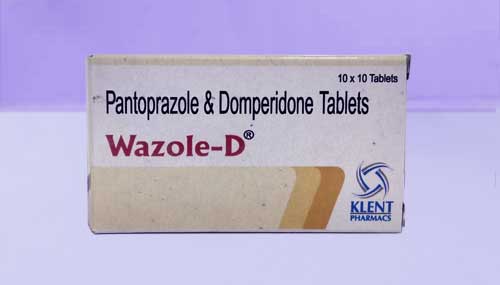 10 x 10 Tablets
Pantoprazole & Domperidone Tablets
Wazole-D®
KLENT
PHARMACS